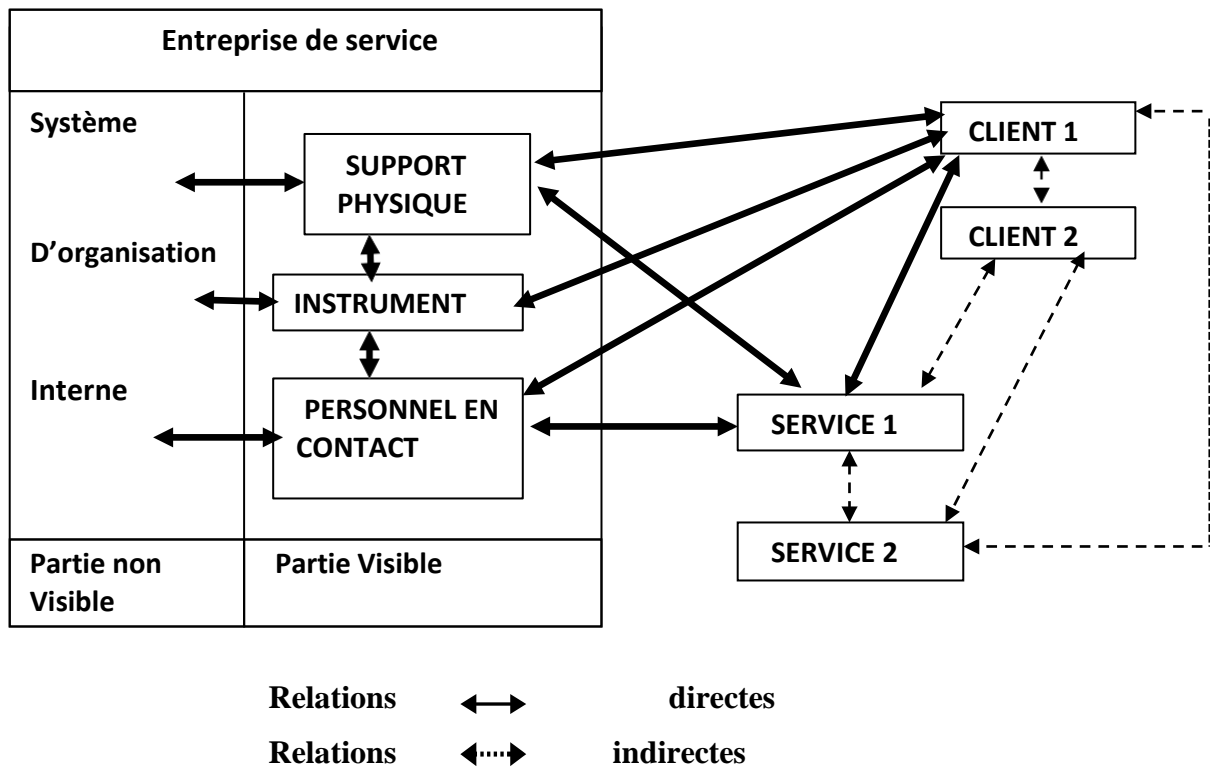 Entreprise de service
Système
D'organisation
Interne
SUPPORT
PHYSIQUE
INSTRUMENT
PERSONNEL EN
CONTACT
CLIENT 1
CLIENT 2
SERVICE 1
SERVICE 2
Partie non
Visible
Partie Visible
Relations directes
Relations indirectes